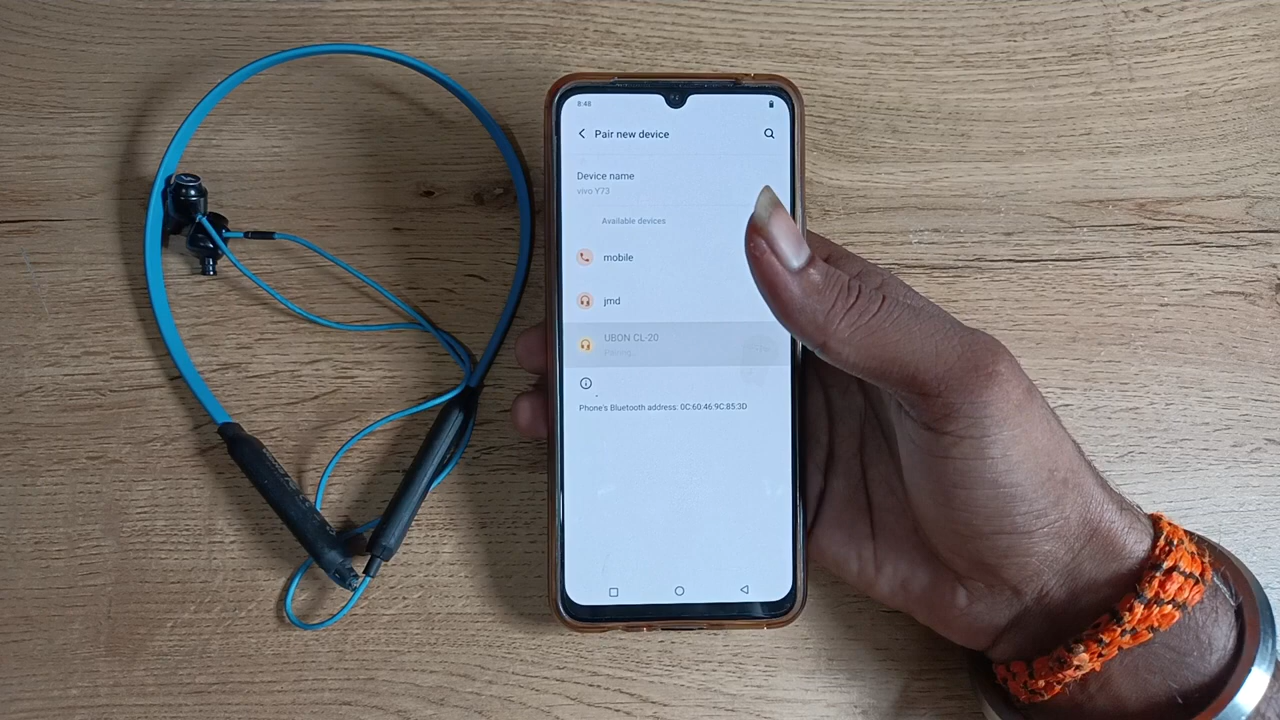 8:48
Pair new device
Device name
vivo Y73
Available devices
mobile
jmd
UBON CL-20
Pairing...
Phone's Bluetooth address: 0C:60:46:9C:85:3D